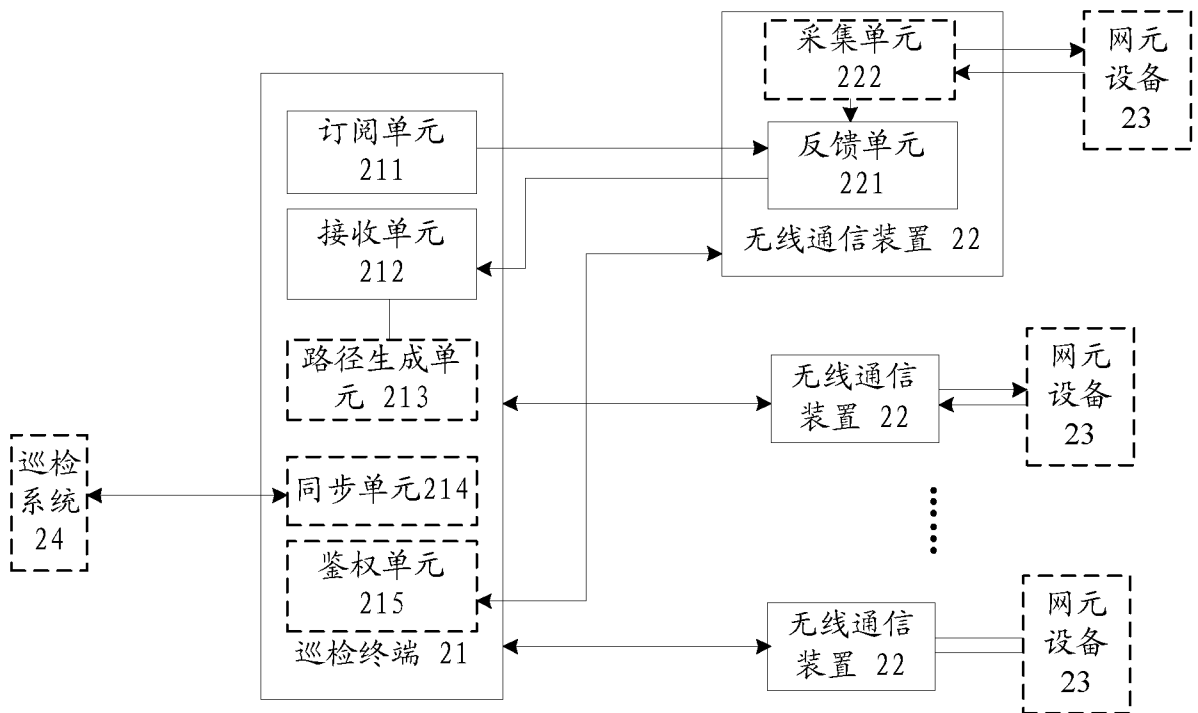 采集单元
222
网元
设备
23
订阅单元
211
反馈单元
221
无线通信装置 22
接收单元
212
路径生成单
元 213
无线通信
装置 22
网元
设备
23
巡检
系统
24
同步单元214
鉴权单元
215
巡检终端 21
无线通信
装置 22
网元
设备
23